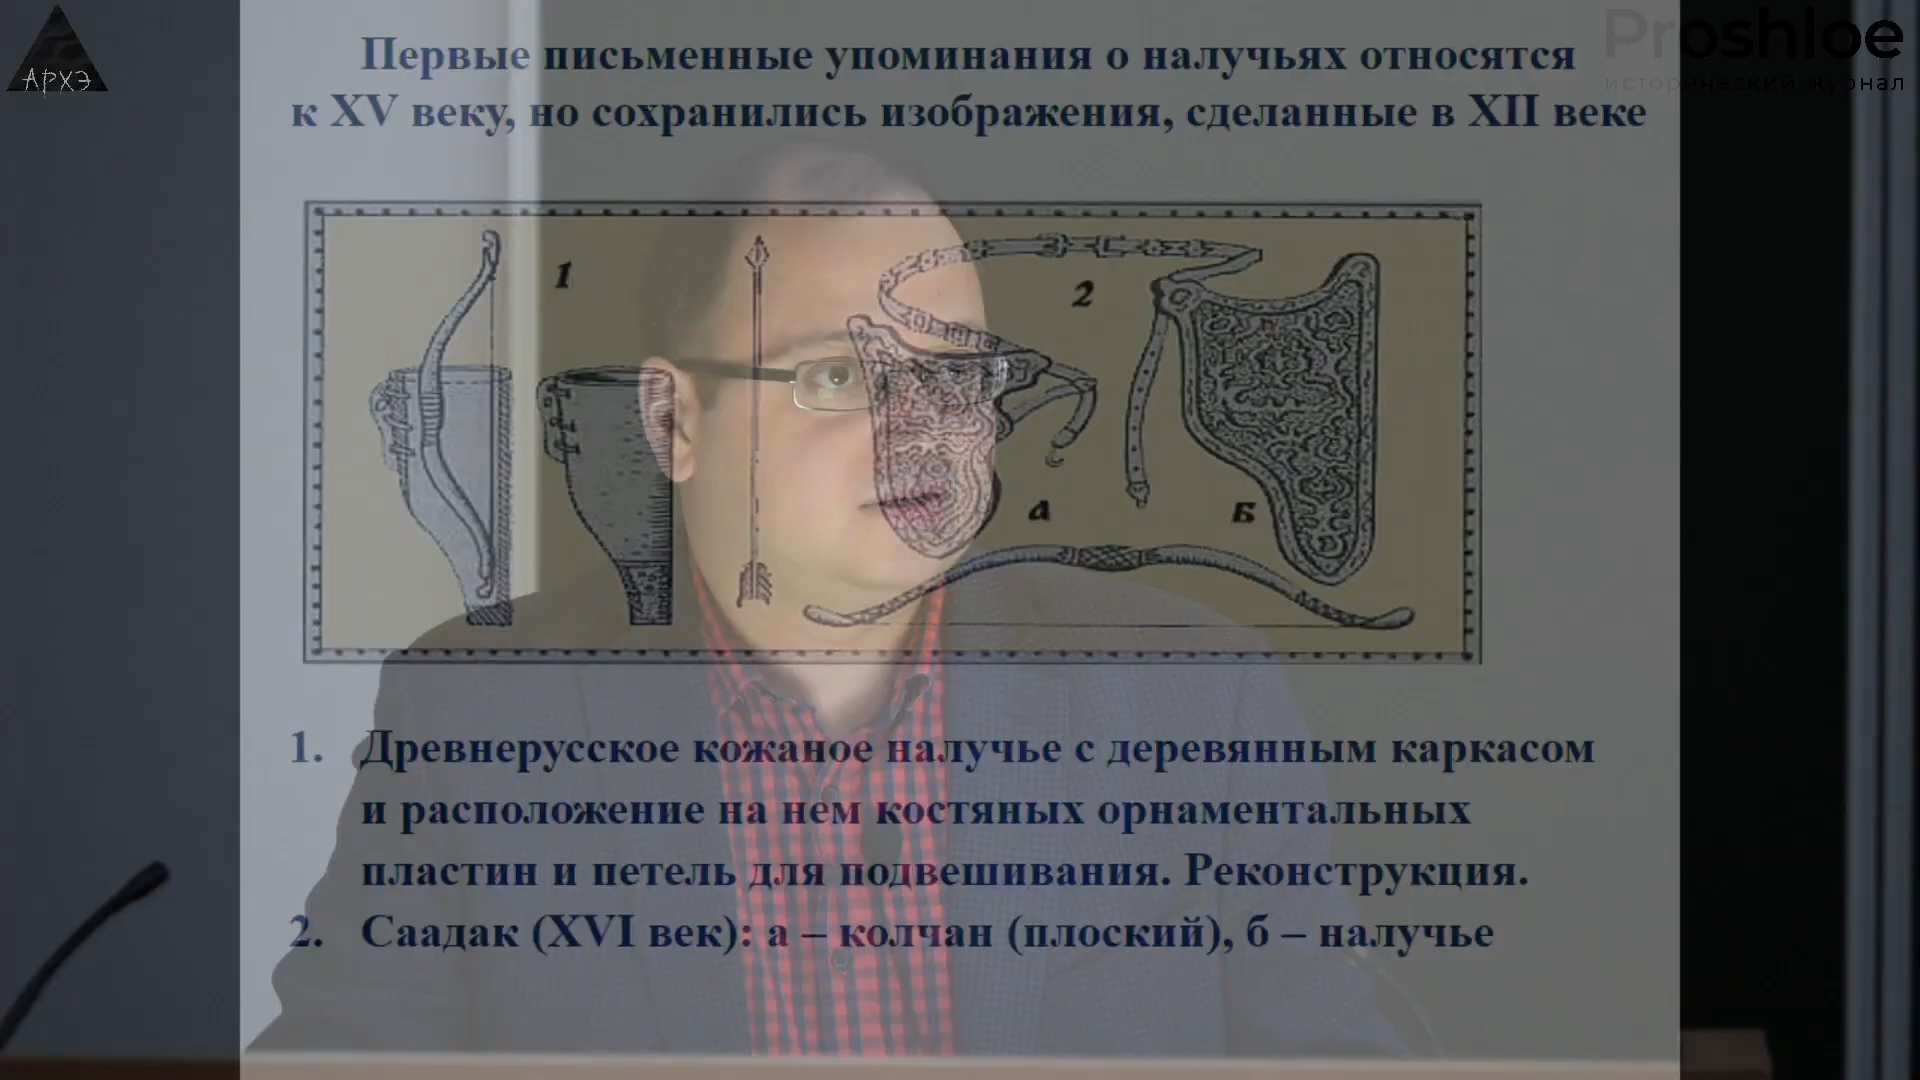 АРХЭ
Proshloe
исторический журнал
Первые письменные упоминания о налучьях относятся
к XV веку, но сохранились изображения, сделанные в XII веке
1
2
а
Б
1. Древнерусское кожаное налучье с деревянным каркасом
и расположение на нем костяных орнаментальных
пластин и петель для подвешивания. Реконструкция.
2. Саадак (XVI век): а – колчан (плоский), б – налучье